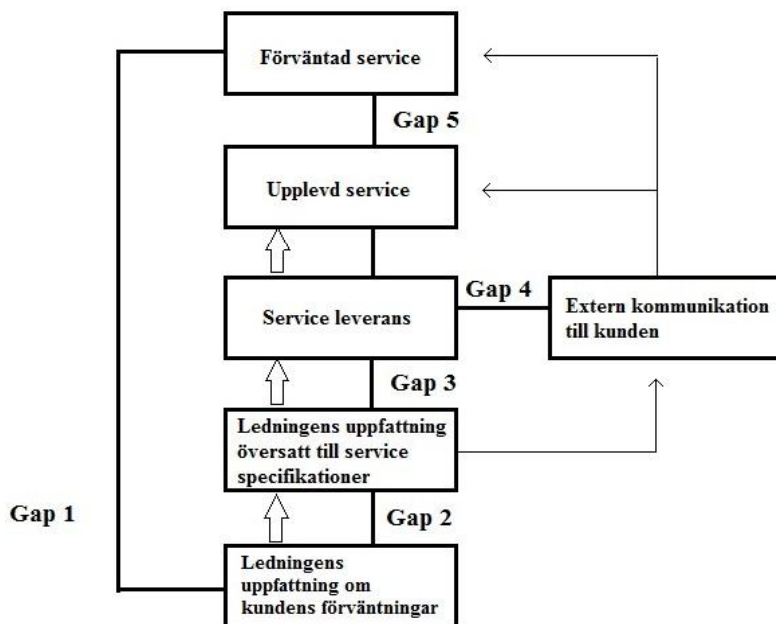 Förväntad service
Gap 5
Upplevd service
Gap 4
Service leverans
Extern kommunikation
till kunden
Gap 3
Ledningens uppfattning
översatt till service
specifikationer
Gap 1
Gap 2
Ledningens
uppfattning om
kundens förväntningar